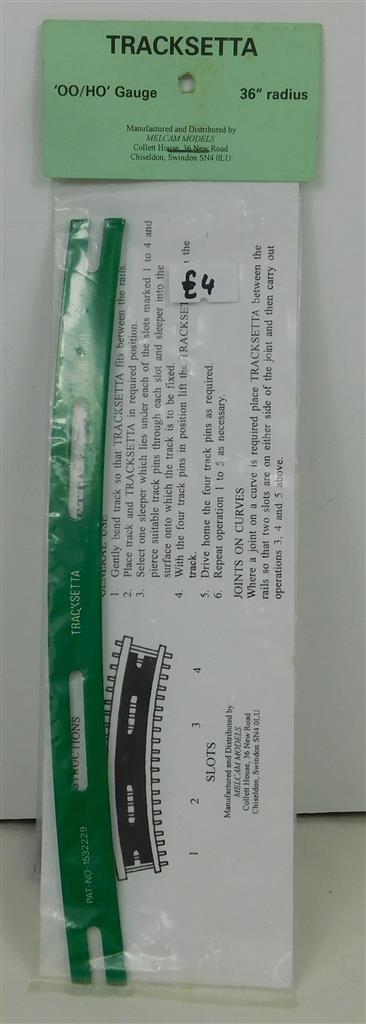 TRACKSETTA
'OO/HO' Gauge 36" radius
Manufactured and Distributed by
MELCAM MODELS
Collett House, 36 New Road
Chiseldon, Swindon SN4 0LU
£4
TRACKSETTA
PAT-NO-1532229
STRUCTIONS
GENERAL USE
1. Gently bend track so that TRACKSETTA fits between the rails.
2. Place track and TRACKSETTA in required position.
3. Select one sleeper which lies under each of the slots marked 1 to 4 and
pierce suitable track pins through each slot and sleeper into the
surface onto which the track is to be fixed.
4. With the four track pins in position lift the TRACKSET the
track.
5. Drive home the four track pins as required.
6. Repeat operation 1 to 5 as necessary.
JOINTS ON CURVES
Where a joint on a curve is required place TRACKSETTA between the
rails so that two slots are on either side of the joint and then carry out
operations 3, 4 and 5 above.
1 2 3 4
SLOTS
Manufactured and Distributed by
MELCAM MODELS
Collett House, 36 New Road
Chiseldon, Swindon SN4 0LU